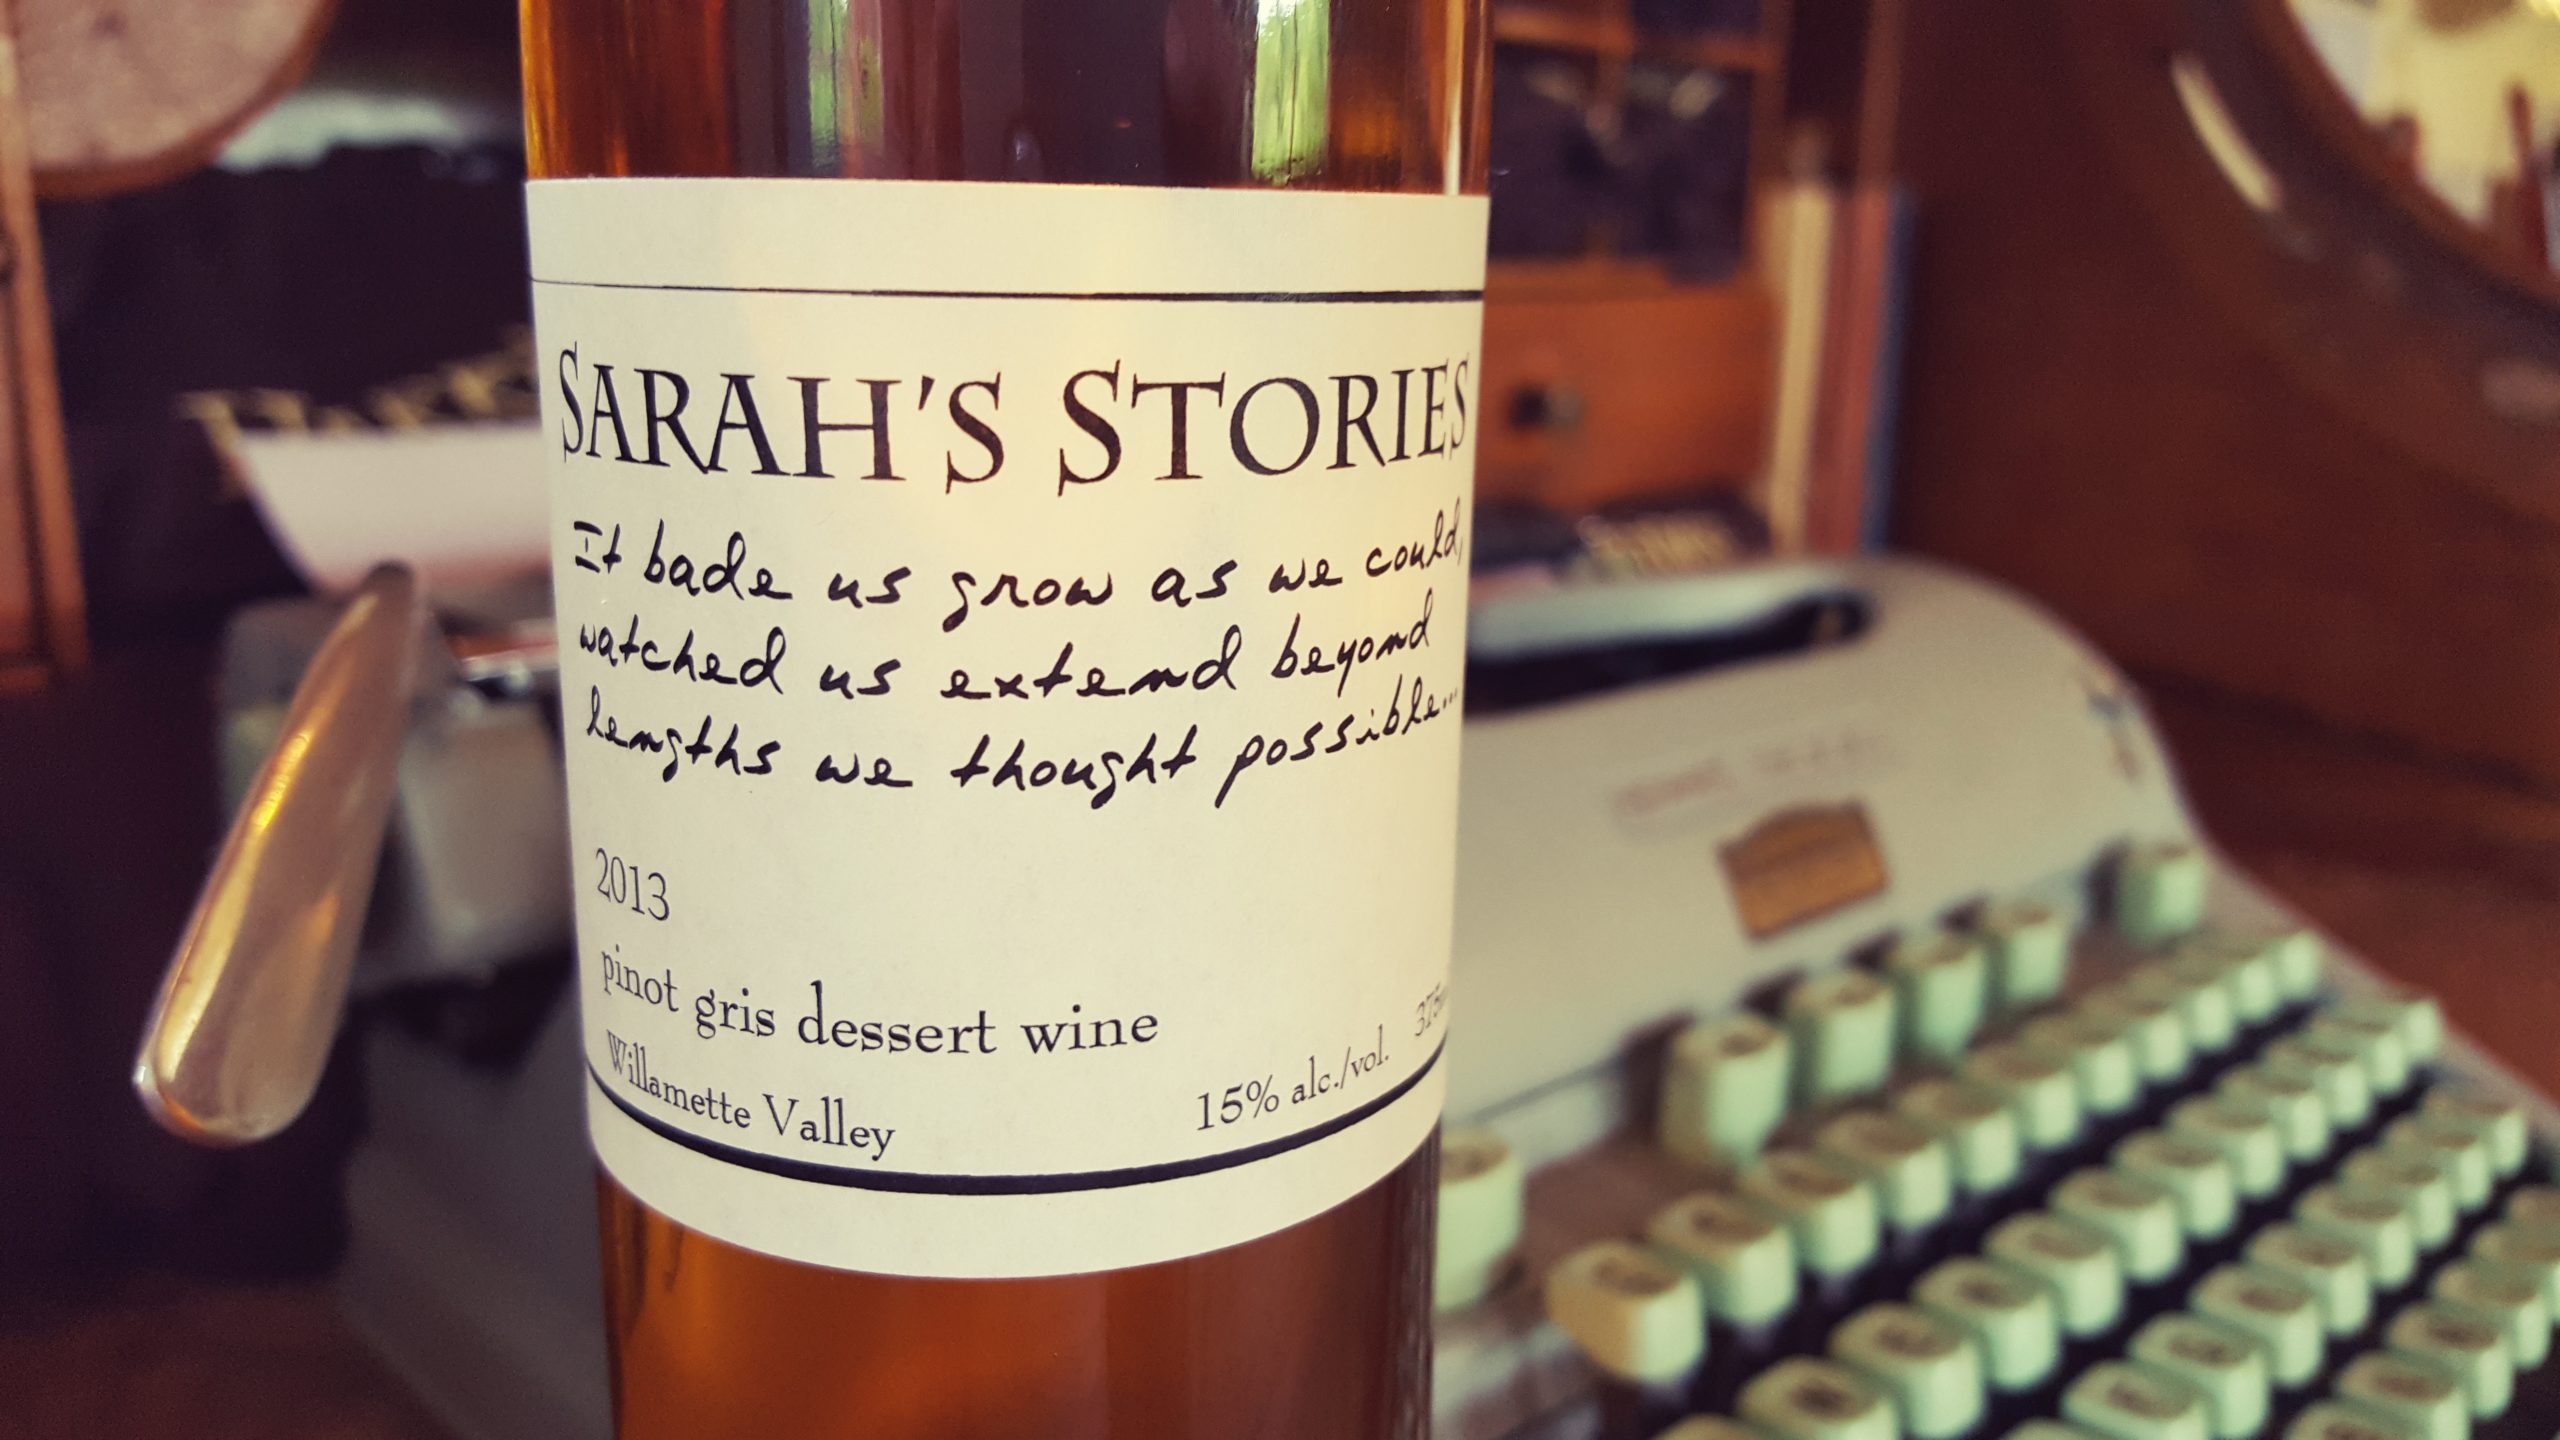 SARAH'S STORIES
It bade us grow as we could,
watched us extend beyond
lengths we thought possible...
2013
pinot gris dessert wine
Willamette Valley 15% alc./vol. 375